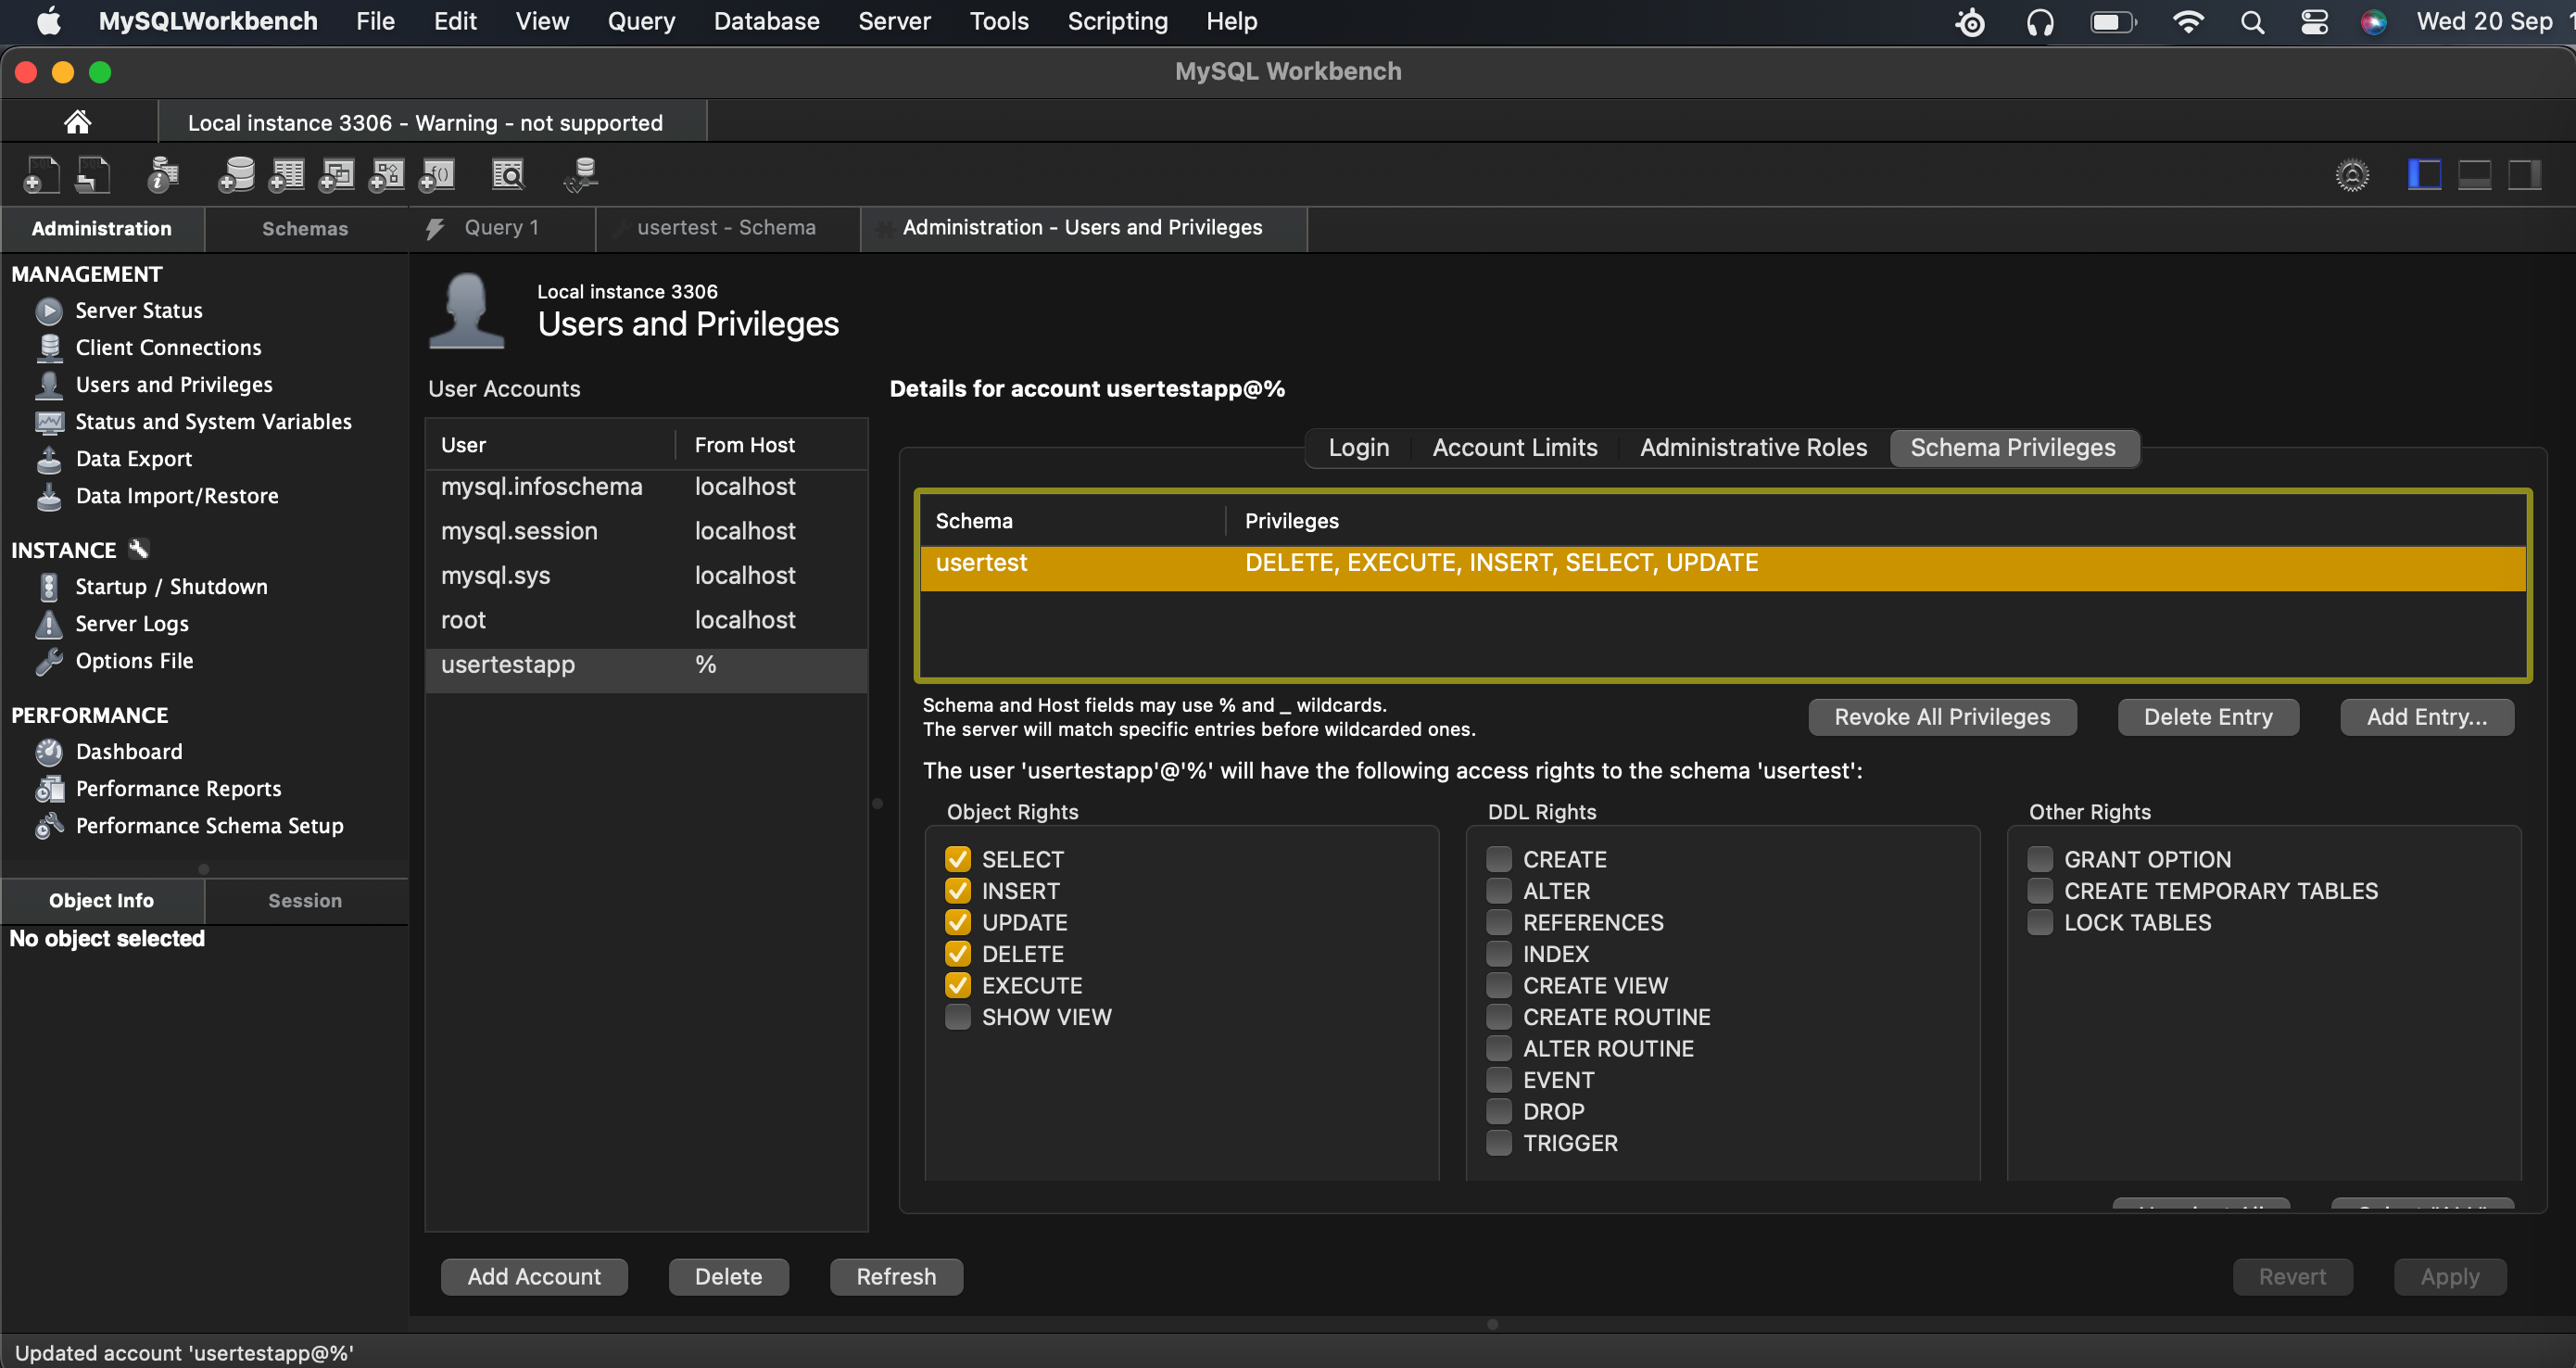 MySQLWorkbench File Edit View Query Database Server Tools Scripting Help Wed 20 Sep 1
MySQL Workbench
Local instance 3306 - Warning - not supported
Administration Schemas Query 1 usertest - Schema Administration - Users and Privileges
MANAGEMENT
Server Status
Client Connections
Users and Privileges
Status and System Variables
Data Export
Data Import/Restore
INSTANCE
Startup / Shutdown
Server Logs
Options File
PERFORMANCE
Dashboard
Performance Reports
Performance Schema Setup
Object Info Session
No object selected
Local instance 3306
Users and Privileges
User Accounts
User From Host
mysql.infoschema localhost
mysql.session localhost
mysql.sys localhost
root localhost
usertestapp %
Details for account usertestapp@%
Login Account Limits Administrative Roles Schema Privileges
Schema Privileges
usertest DELETE, EXECUTE, INSERT, SELECT, UPDATE
Schema and Host fields may use % and _ wildcards.
The server will match specific entries before wildcarded ones.
Revoke All Privileges Delete Entry Add Entry...
The user 'usertestapp'@'%' will have the following access rights to the schema 'usertest':
Object Rights
SELECT
INSERT
UPDATE
DELETE
EXECUTE
SHOW VIEW
DDL Rights
CREATE
ALTER
REFERENCES
INDEX
CREATE VIEW
CREATE ROUTINE
ALTER ROUTINE
EVENT
DROP
TRIGGER
Other Rights
GRANT OPTION
CREATE TEMPORARY TABLES
LOCK TABLES
Add Account Delete Refresh Revert Apply
Updated account 'usertestapp@%'